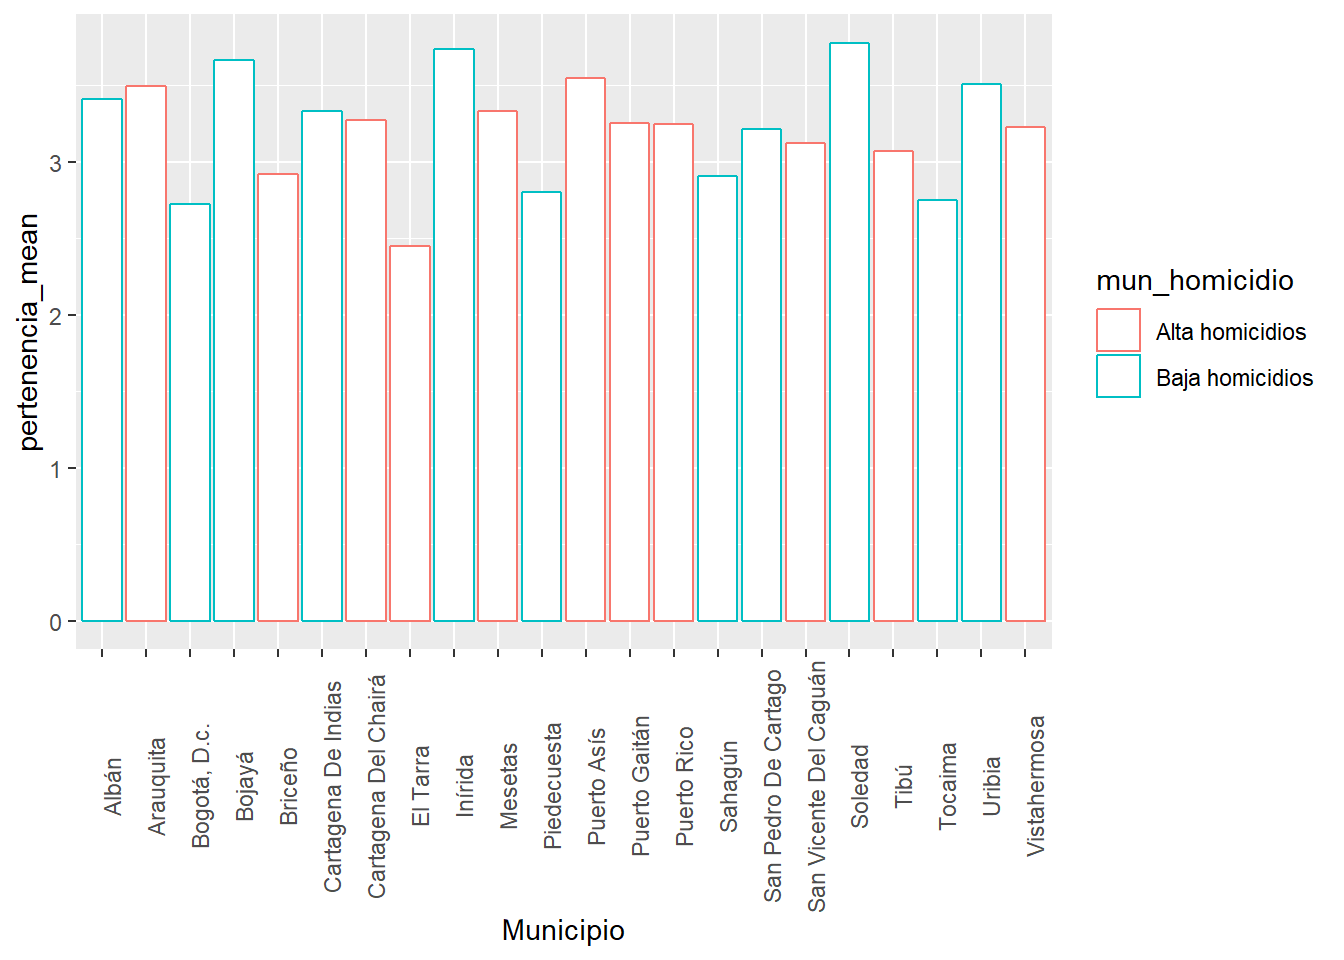 pertenencia_mean
3
2
1
0
Albán
Arauquita
Bogotá, D.c.
Bojayá
Briceño
Cartagena De Indias
Cartagena Del Chairá
El Tarra
Inírida
Mesetas
Piedecuesta
Puerto Asís
Puerto Gaitán
Puerto Rico
Sahagún
San Pedro De Cartago
San Vicente Del Caguán
Soledad
Tibú
Tocaima
Uribia
Vistahermosa
Municipio
mun_homicidio
Alta homicidios
Baja homicidios